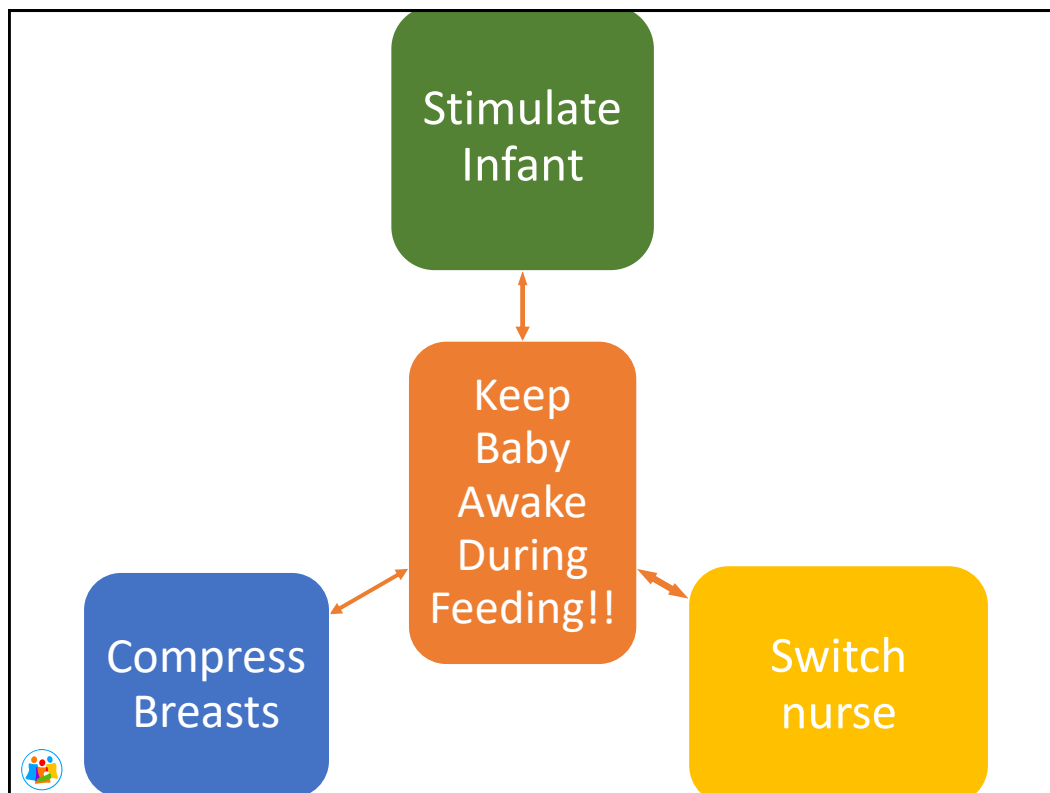 Stimulate
Infant
Keep
Baby
Awake
During
Feeding!!
Compress
Breasts
Switch
nurse